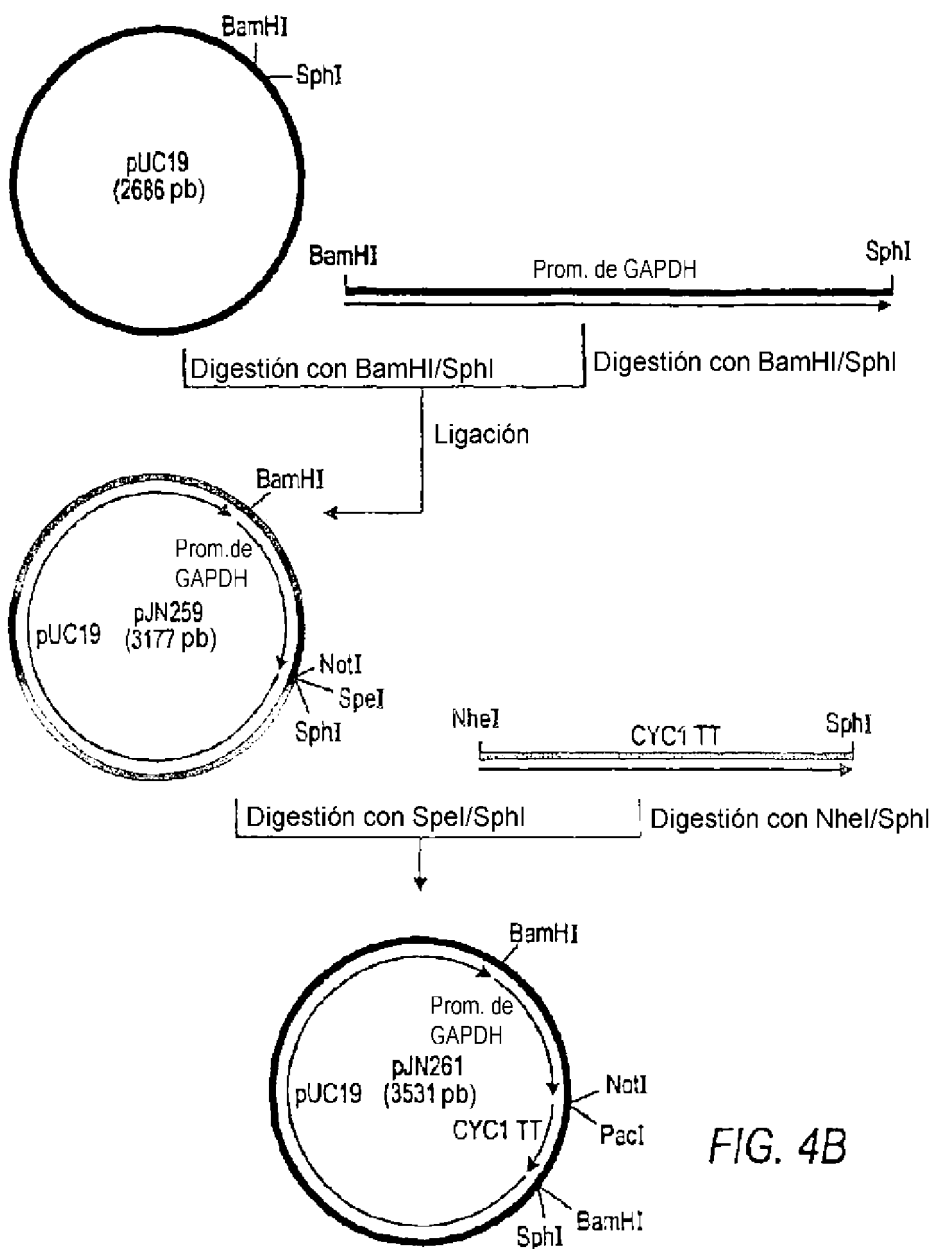 BamHI
SphI
pUC19
(2686 pb)
BamHI
Prom. de GAPDH
SphI
Digestión con BamHI/SphI
Digestión con BamHI/SphI
Ligación
BamHI
Prom.de
GAPDH
pUC19
pJN259
(3177 pb)
NotI
SpeI
SphI
NheI
CYC1 TT
SphI
Digestión con SpeI/SphI
Digestión con NheI/SphI
BamHI
Prom. de
GAPDH
pUC19
pJN261
(3531 pb)
NotI
PacI
CYC1 TT
BamHI
SphI
FIG. 4B